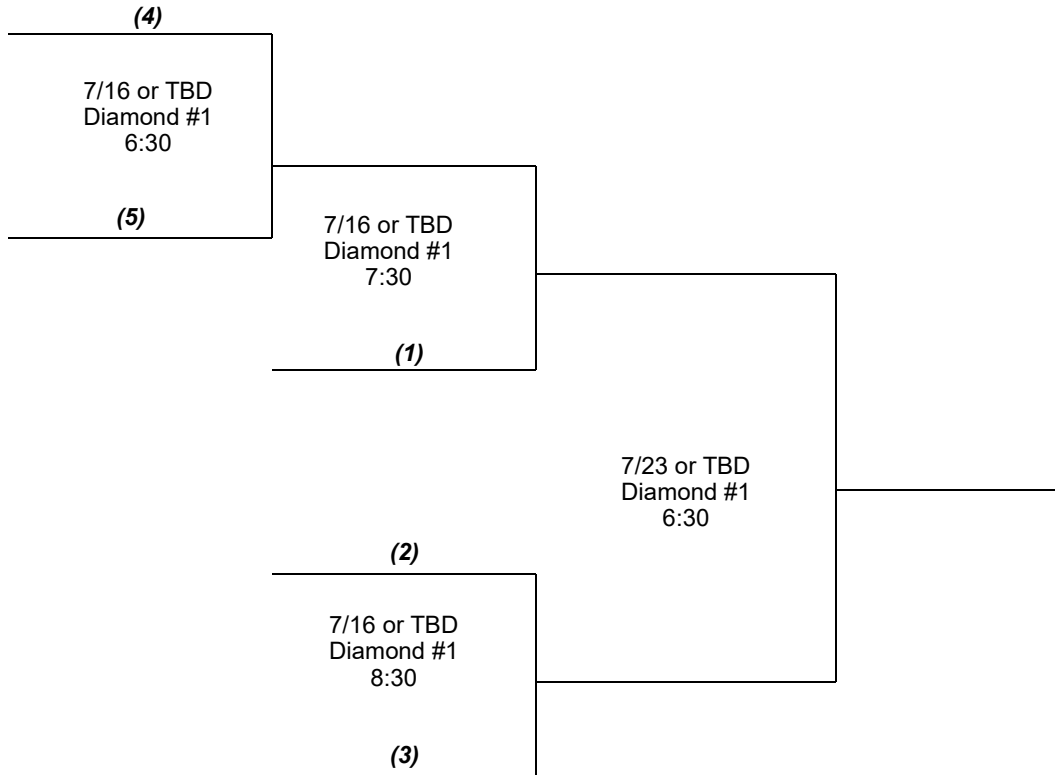 (4)
7/16 or TBD
Diamond #1
6:30
(5)
7/16 or TBD
Diamond #1
7:30
(1)
7/23 or TBD
Diamond #1
6:30
(2)
7/16 or TBD
Diamond #1
8:30
(3)